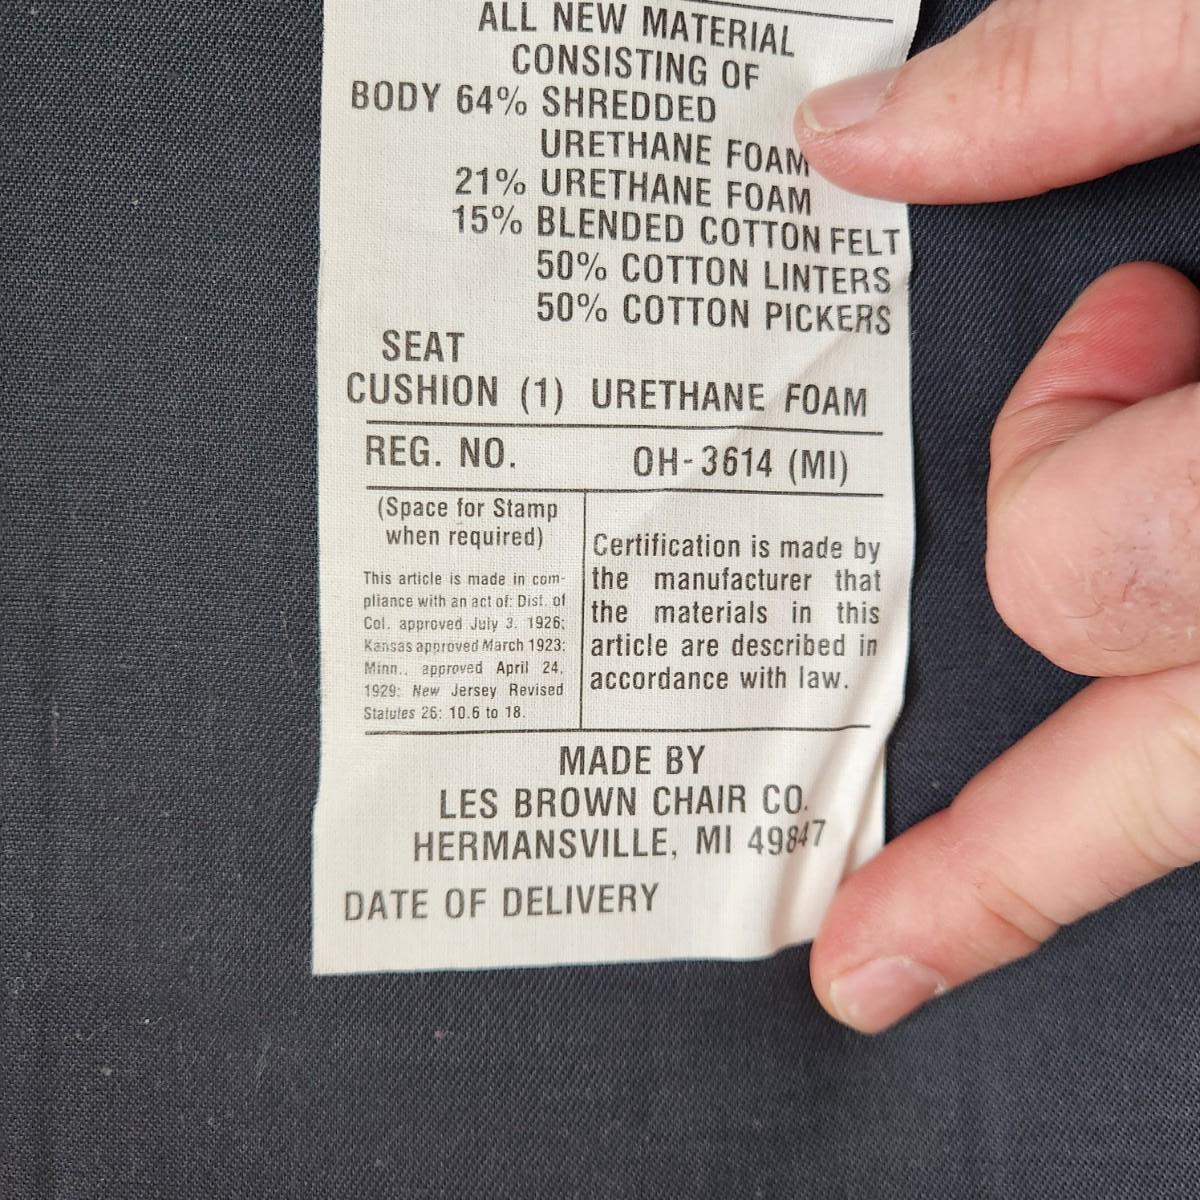 ALL NEW MATERIAL
CONSISTING OF
BODY 64% SHREDDED
URETHANE FOAM
21% URETHANE FOAM
15% BLENDED COTTON FELT
50% COTTON LINTERS
50% COTTON PICKERS
SEAT
CUSHION (1) URETHANE FOAM
REG. NO. OH-3614 (MI)
(Space for Stamp
when required)
This article is made in com-
pliance with an act of: Dist. of
Col. approved July 3, 1926;
Kansas approved March 1923;
Minn., approved April 24,
1929; New Jersey Revised
Statutes 26: 10.6 to 18.
Certification is made by
the manufacturer that
the materials in this
article are described in
accordance with law.
MADE BY
LES BROWN CHAIR CO.
HERMANSVILLE, MI 49847
DATE OF DELIVERY